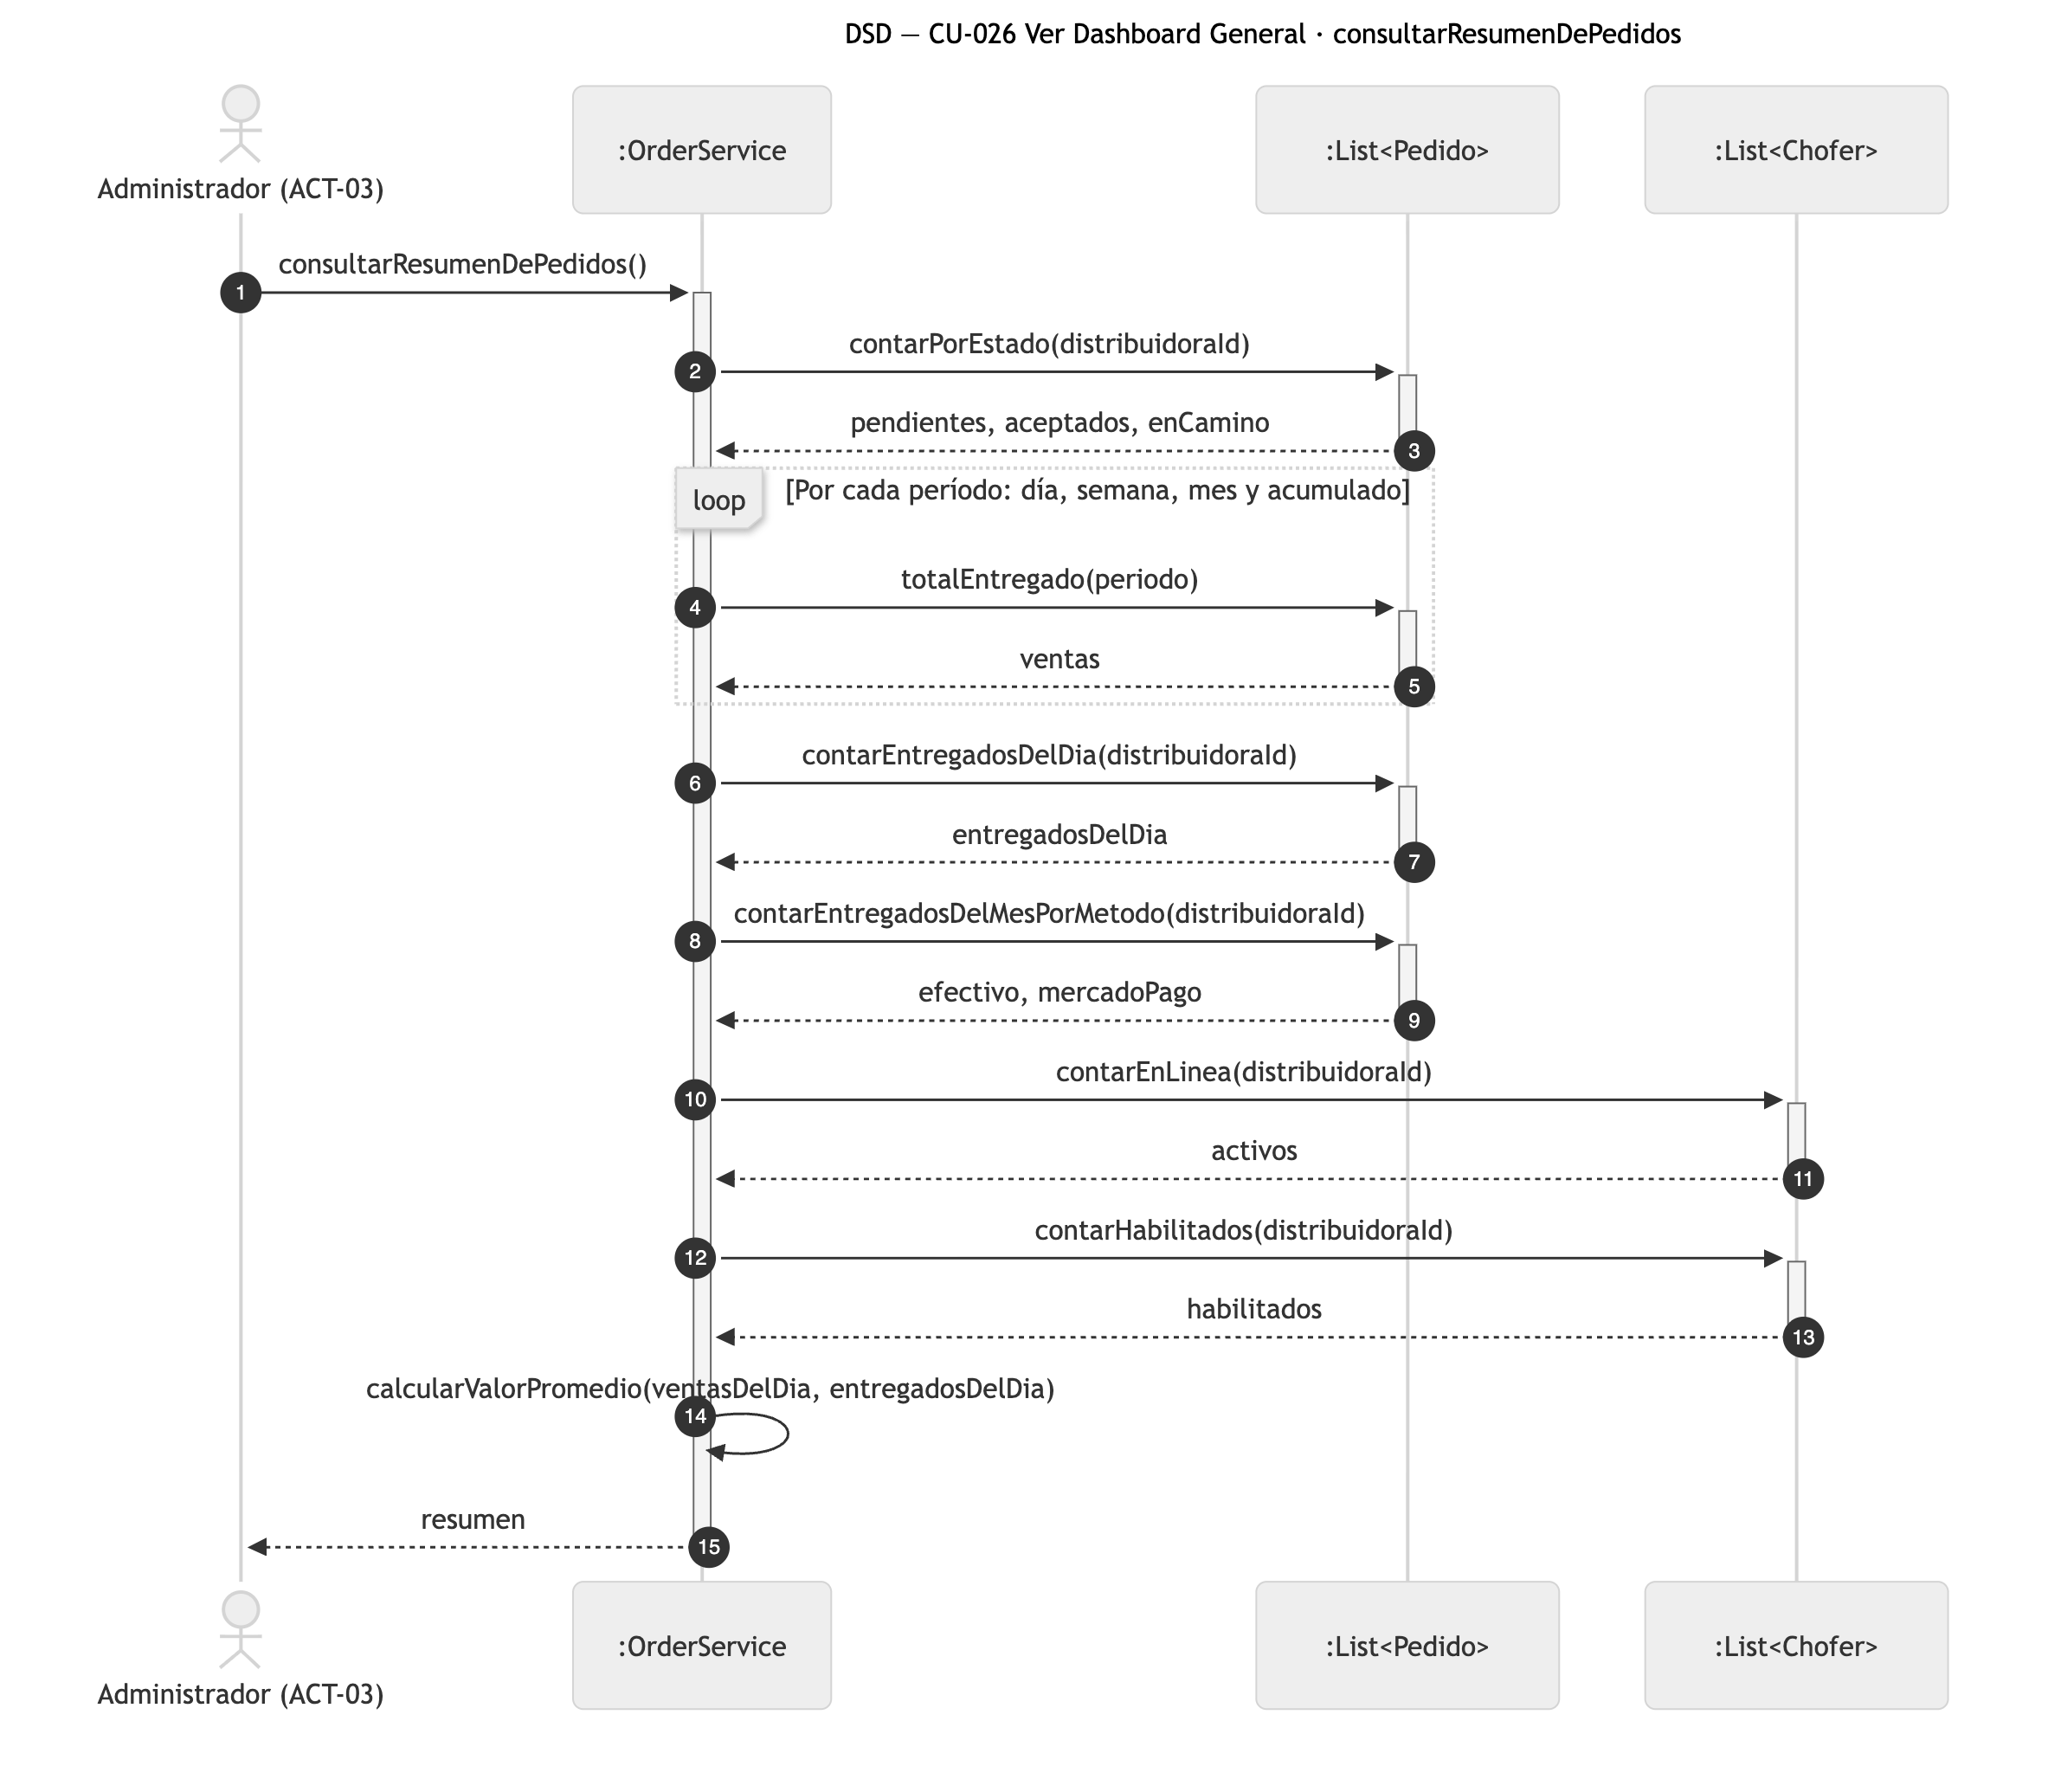 DSD — CU-026 Ver Dashboard General · consultarResumenDePedidos
Administrador (ACT-03)
:OrderService
:List<Pedido>
:List<Chofer>
consultarResumenDePedidos()
1
contarPorEstado(distribuidoraId)
2
pendientes, aceptados, enCamino
3
loop
[Por cada período: día, semana, mes y acumulado]
totalEntregado(periodo)
4
ventas
5
contarEntregadosDelDia(distribuidoraId)
6
entregadosDelDia
7
contarEntregadosDelMesPorMetodo(distribuidoraId)
8
efectivo, mercadoPago
9
contarEnLinea(distribuidoraId)
10
activos
11
contarHabilitados(distribuidoraId)
12
habilitados
13
calcularValorPromedio(ventasDelDia, entregadosDelDia)
14
resumen
15
Administrador (ACT-03)
:OrderService
:List<Pedido>
:List<Chofer>